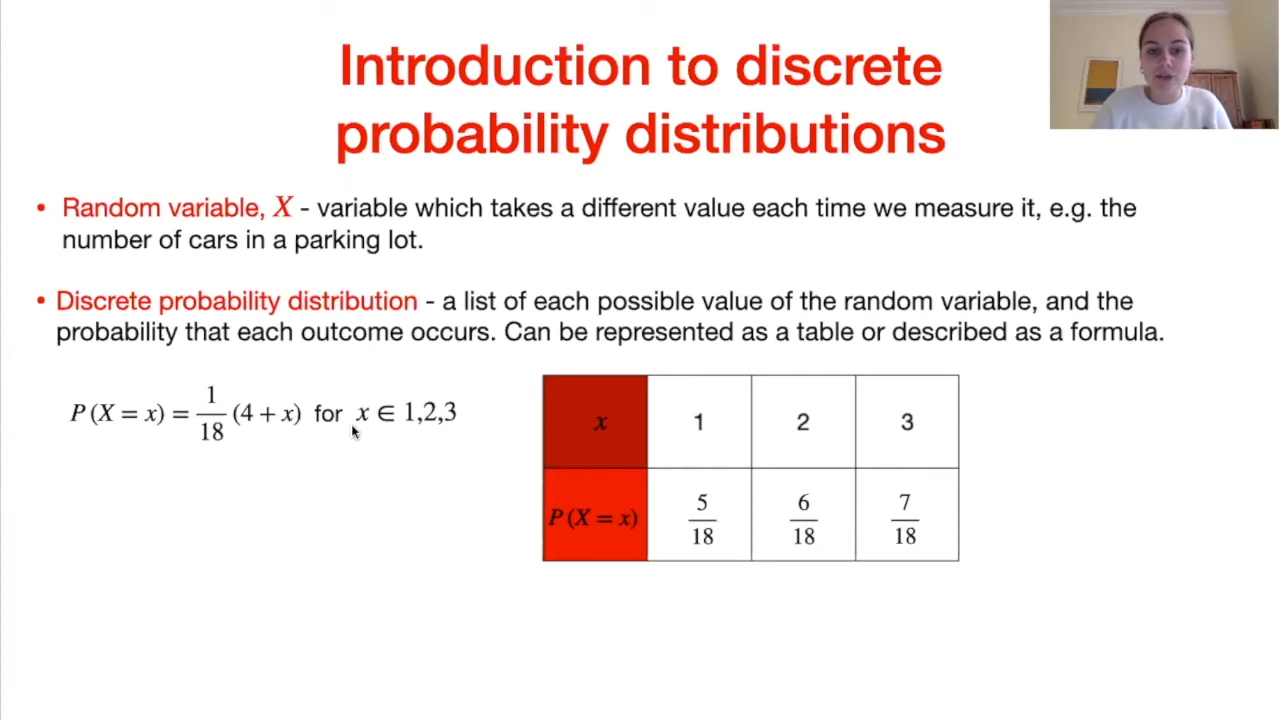 Introduction to discrete
probability distributions
• Random variable, X - variable which takes a different value each time we measure it, e.g. the
number of cars in a parking lot.
• Discrete probability distribution - a list of each possible value of the random variable, and the
probability that each outcome occurs. Can be represented as a table or described as a formula.
P(X = x) = 1/18 (4 + x) for x ∈ 1,2,3
x 1 2 3
P(X = x) 5/18 6/18 7/18